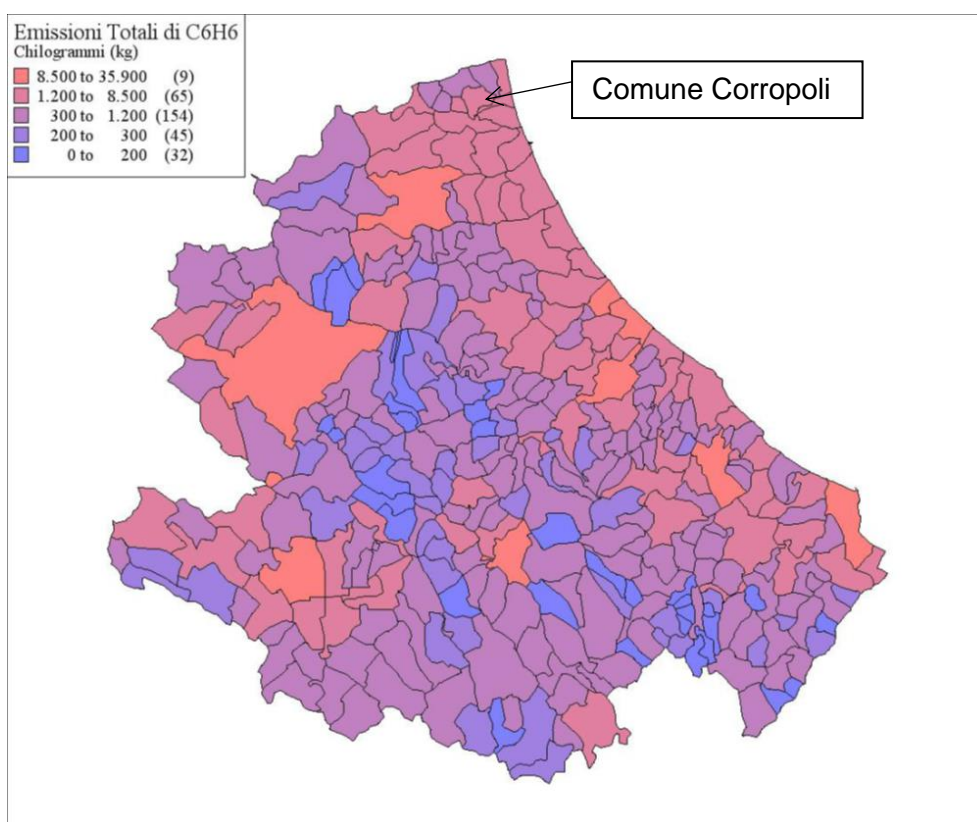 Emissioni Totali di C6H6
Chilogrammi (kg)
8.500 to 35.900 (9)
1.200 to 8.500 (65)
300 to 1.200 (154)
200 to 300 (45)
0 to 200 (32)
Comune Corropoli